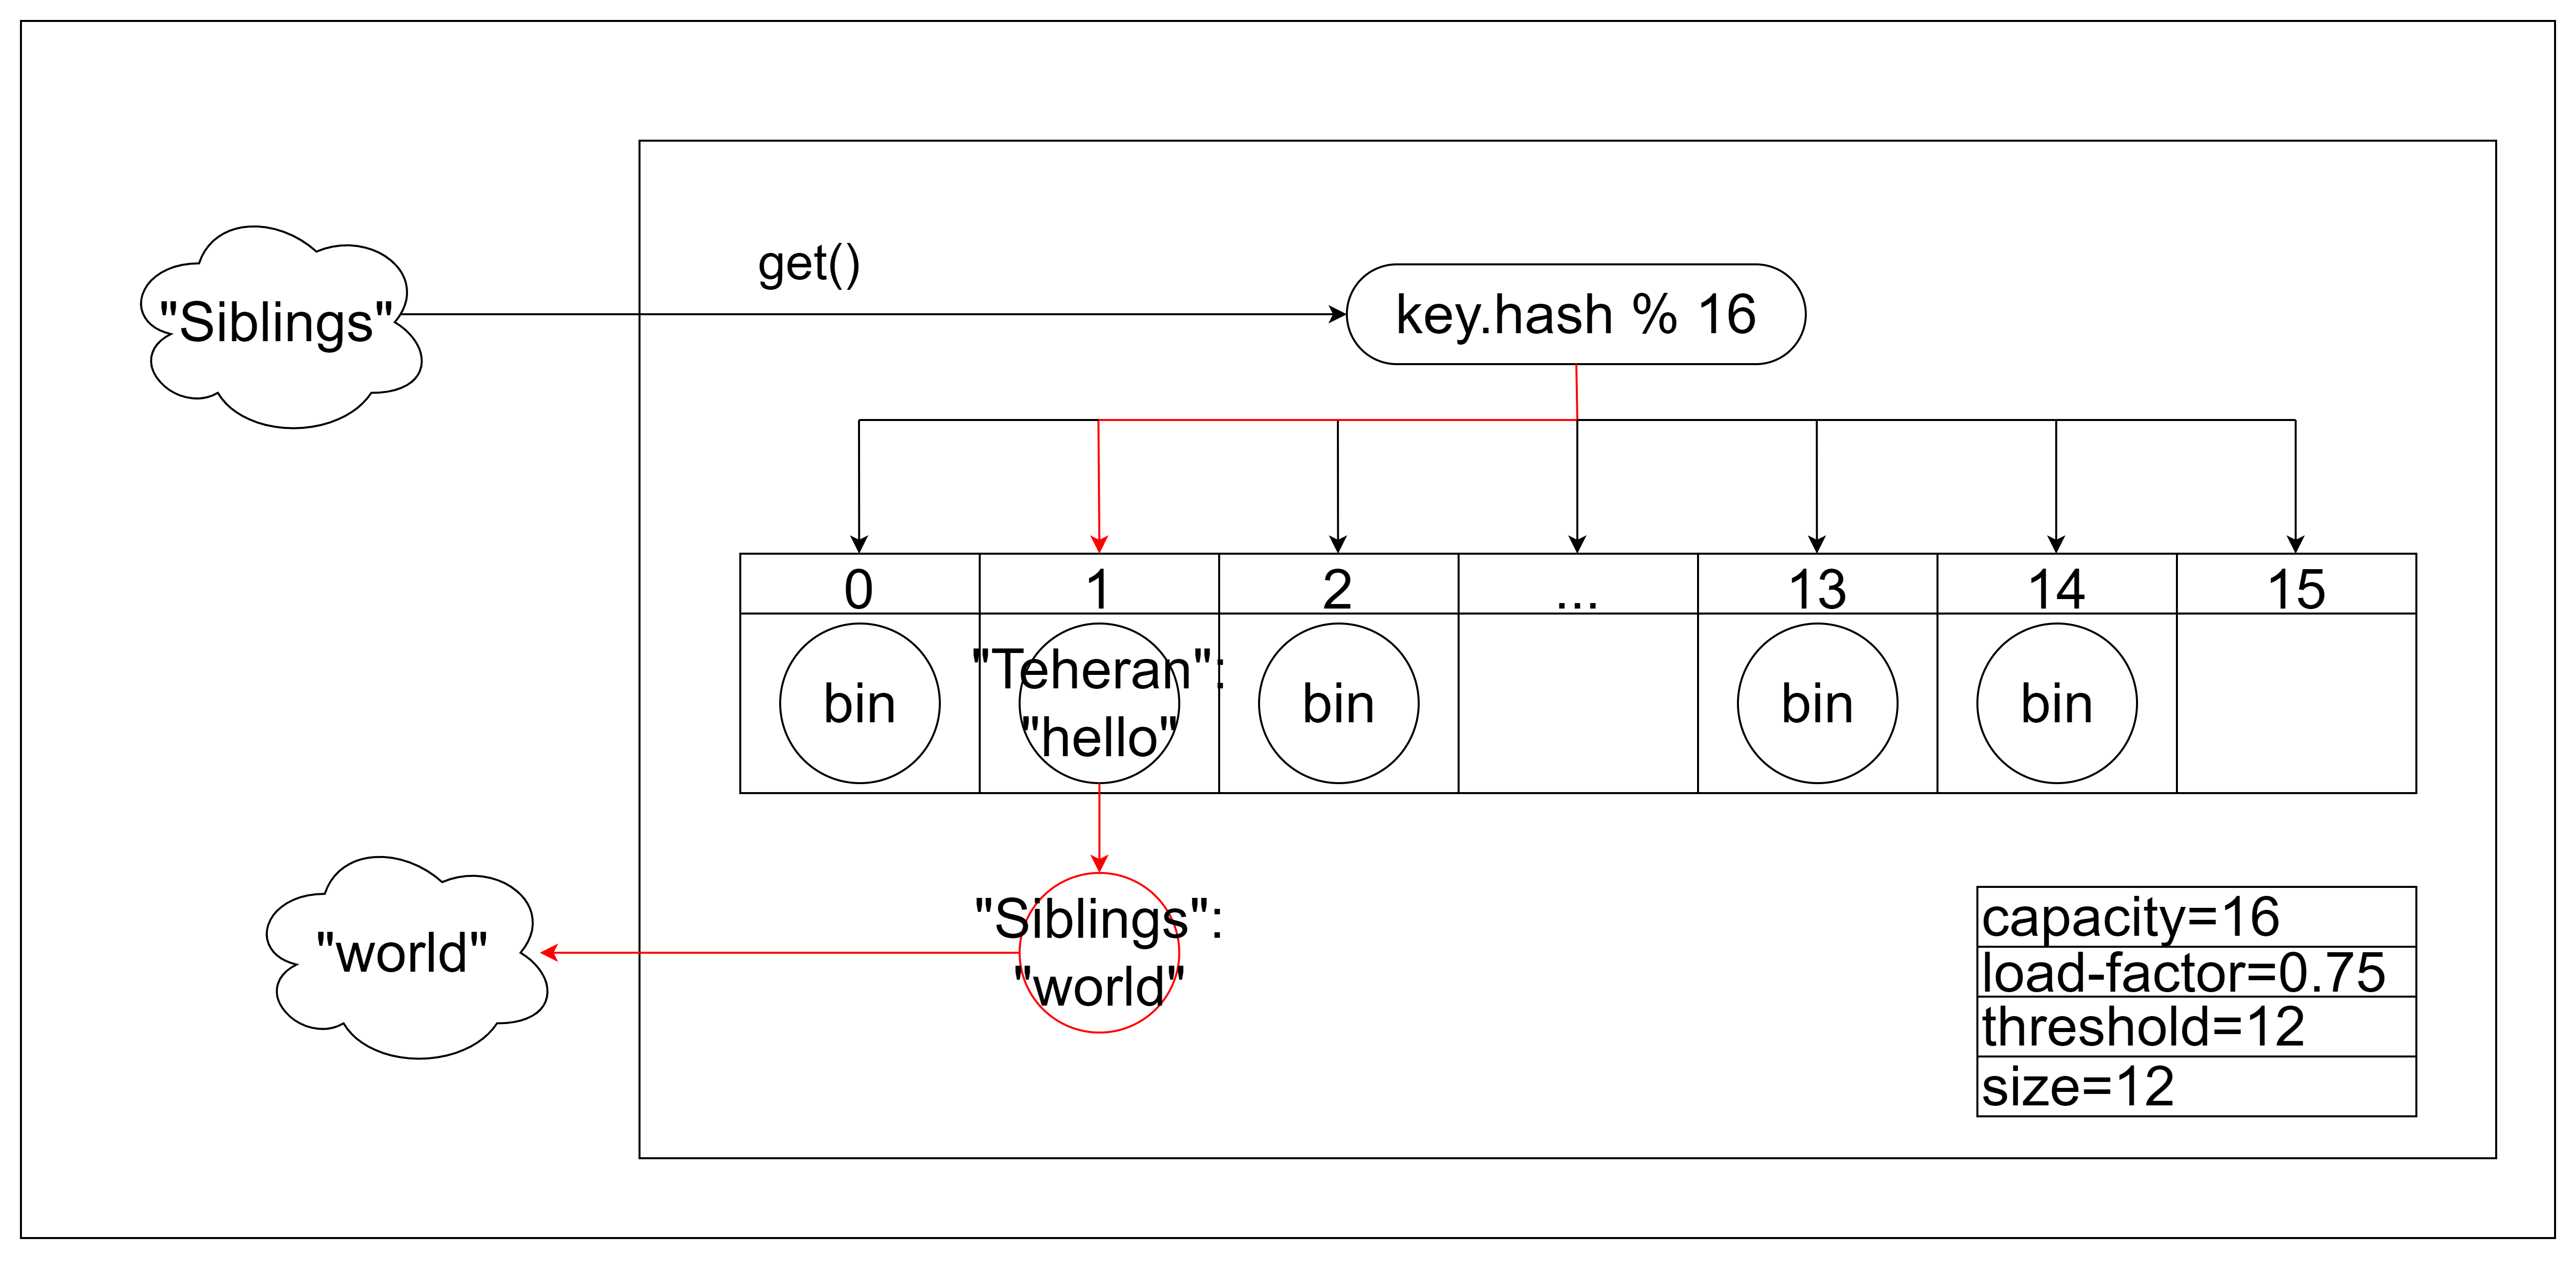 get()
"Siblings"
key.hash % 16
0
1
2
...
13
14
15
bin
"Teheran":
"hello"
bin
bin
bin
"Siblings":
"world"
"world"
capacity=16
load-factor=0.75
threshold=12
size=12